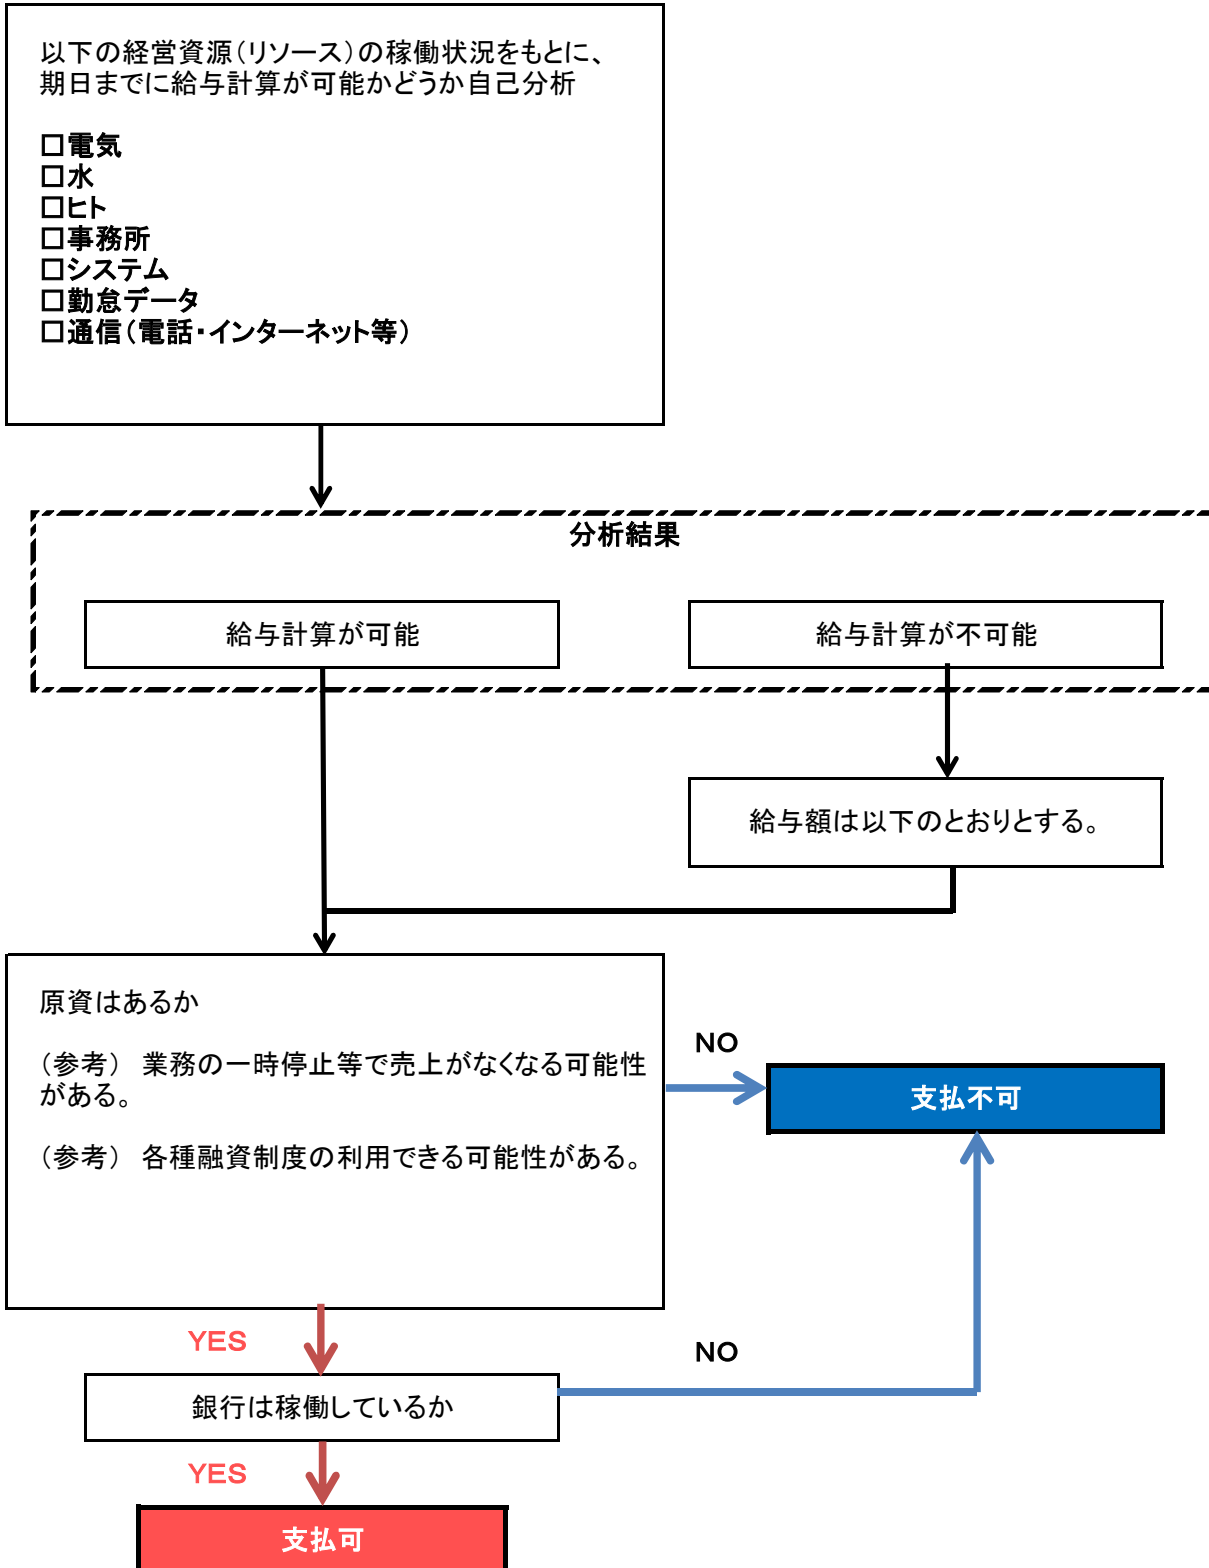 以下の経営資源（リソース）の稼働状況をもとに、
期日までに給与計算が可能かどうか自己分析
□電気
□水
□ヒト
□事務所
□システム
□勤怠データ
□通信（電話・インターネット等）
分析結果
給与計算が可能
給与計算が不可能
給与額は以下のとおりとする。
原資はあるか
（参考） 業務の一時停止等で売上がなくなる可能性
がある。
（参考） 各種融資制度の利用できる可能性がある。
NO
支払不可
YES
NO
銀行は稼働しているか
YES
支払可